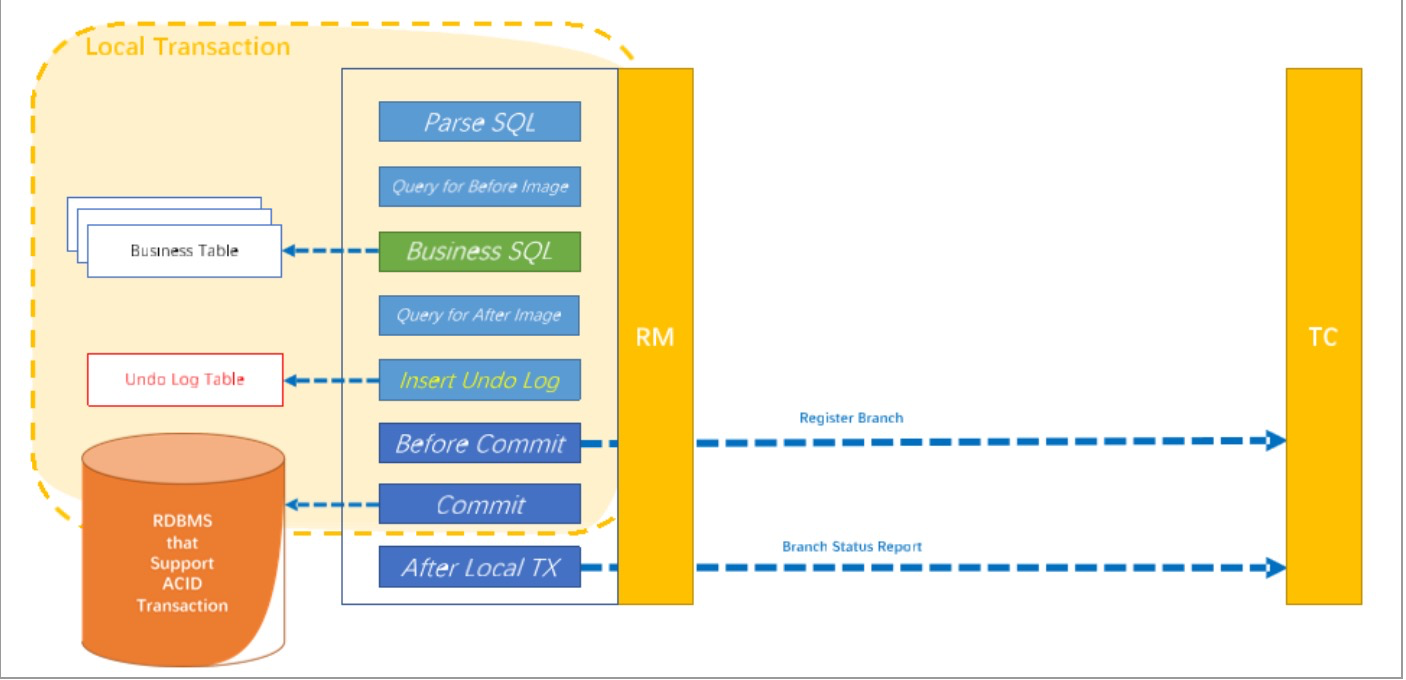 Local Transaction
Parse SQL
Query for Before Image
Business Table
Business SQL
Query for After Image
RM
TC
Undo Log Table
Insert Undo Log
Register Branch
Before Commit
Commit
RDBMS
that
Support
ACID
Transaction
Branch Status Report
After Local TX